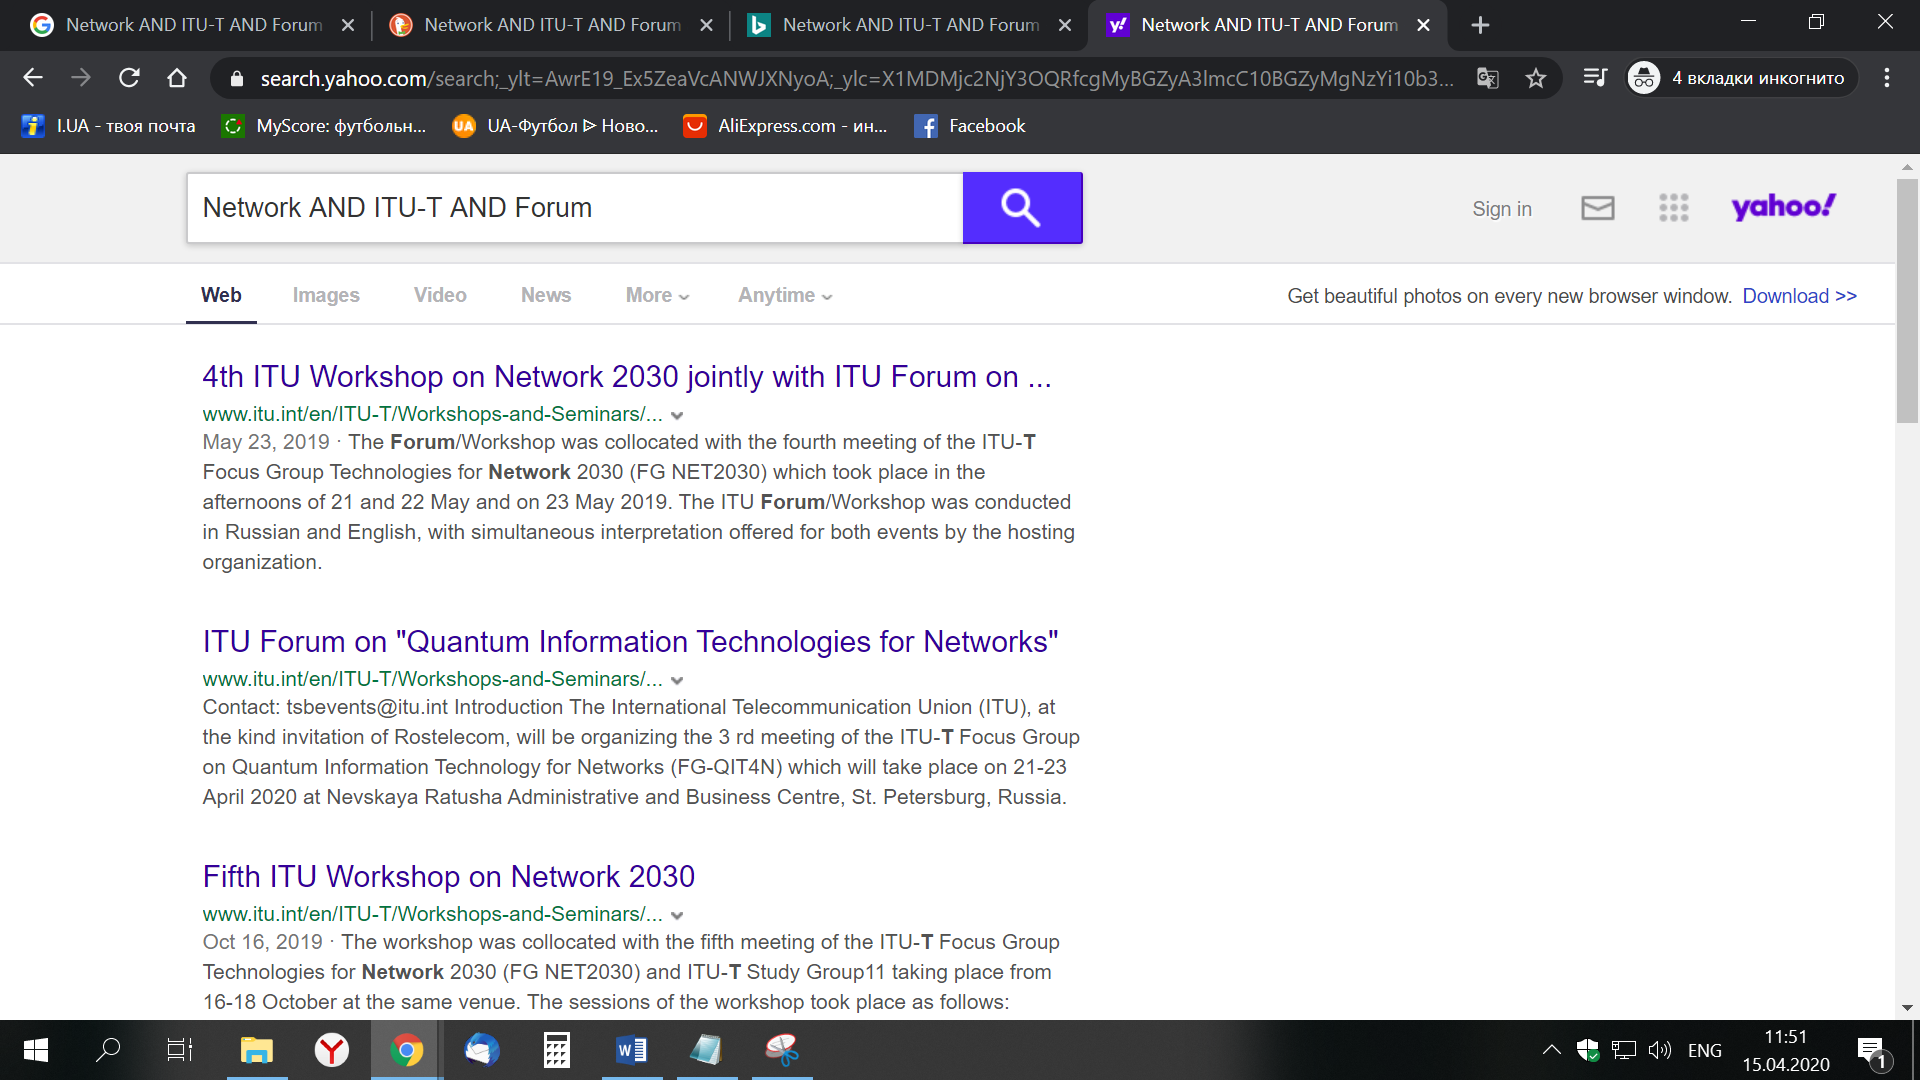 Network AND ITU-T AND Forum
Network AND ITU-T AND Forum
Network AND ITU-T AND Forum
Network AND ITU-T AND Forum
search.yahoo.com/search;_ylt=AwrE19_Ex5ZeaVcANWJXNyoA;_ylc=X1MDMjc2NjY3OQRfcgMyBGZyA3ImcC10BGZyMgNzYi10b3...
4 вкладки инкогнито
I.UA - твоя почта
MyScore: футбольн...
UA UA-Футбол ᐉ Ново...
AliExpress.com - ин...
Facebook
Network AND ITU-T AND Forum
Sign in
yahoo!
Web Images Video News More Anytime
Get beautiful photos on every new browser window. Download >>
4th ITU Workshop on Network 2030 jointly with ITU Forum on ...
www.itu.int/en/ITU-T/Workshops-and-Seminars/...
May 23, 2019 · The Forum/Workshop was collocated with the fourth meeting of the ITU-T
Focus Group Technologies for Network 2030 (FG NET2030) which took place in the
afternoons of 21 and 22 May and on 23 May 2019. The ITU Forum/Workshop was conducted
in Russian and English, with simultaneous interpretation offered for both events by the hosting
organization.
ITU Forum on "Quantum Information Technologies for Networks"
www.itu.int/en/ITU-T/Workshops-and-Seminars/...
Contact: tsbevents@itu.int Introduction The International Telecommunication Union (ITU), at
the kind invitation of Rostelecom, will be organizing the 3 rd meeting of the ITU-T Focus Group
on Quantum Information Technology for Networks (FG-QIT4N) which will take place on 21-23
April 2020 at Nevskaya Ratusha Administrative and Business Centre, St. Petersburg, Russia.
Fifth ITU Workshop on Network 2030
www.itu.int/en/ITU-T/Workshops-and-Seminars/...
Oct 16, 2019 · The workshop was collocated with the fifth meeting of the ITU-T Focus Group
Technologies for Network 2030 (FG NET2030) and ITU-T Study Group11 taking place from
16-18 October at the same venue. The sessions of the workshop took place as follows:
ENG
11:51
15.04.2020
1